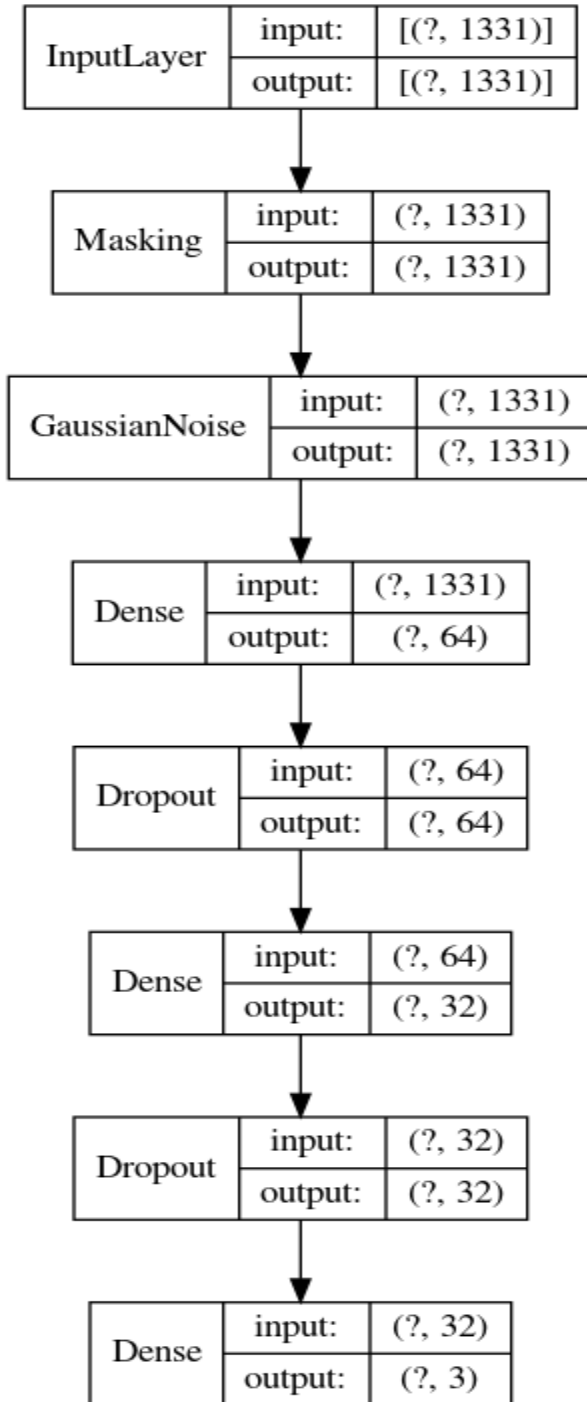 InputLayer
input: [(?, 1331)]
output: [(?, 1331)]
Masking
input: (?, 1331)
output: (?, 1331)
GaussianNoise
input: (?, 1331)
output: (?, 1331)
Dense
input: (?, 1331)
output: (?, 64)
Dropout
input: (?, 64)
output: (?, 64)
Dense
input: (?, 64)
output: (?, 32)
Dropout
input: (?, 32)
output: (?, 32)
Dense
input: (?, 32)
output: (?, 3)